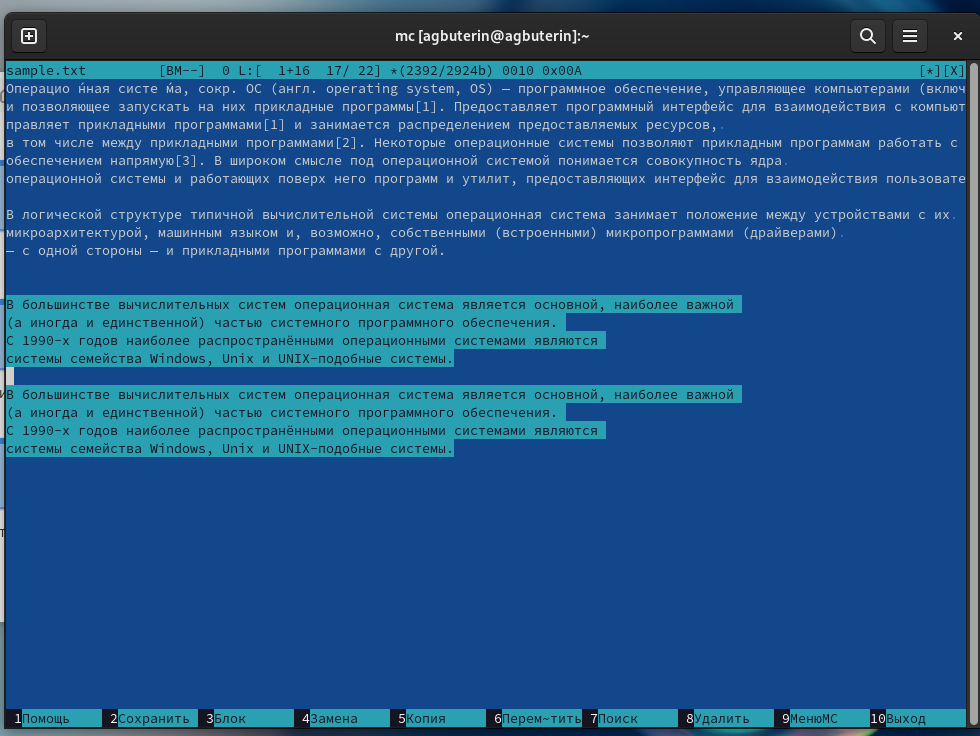 mc [agbuterin@agbuterin]:~
sample.txt [BM--] 0 L:[ 1+16 17/ 22] *(2392/2924b) 0010 0x00A [*][X]
Операцио́нная систе́ма, сокр. ОС (англ. operating system, OS) — программное обеспечение, управляющее компьютерами (включ
и позволяющее запускать на них прикладные программы[1]. Предоставляет программный интерфейс для взаимодействия с компьют
правляет прикладными программами[1] и занимается распределением предоставляемых ресурсов,.
в том числе между прикладными программами[2]. Некоторые операционные системы позволяют прикладным программам работать с
обеспечением напрямую[3]. В широком смысле под операционной системой понимается совокупность ядра.
операционной системы и работающих поверх него программ и утилит, предоставляющих интерфейс для взаимодействия пользовате
В логической структуре типичной вычислительной системы операционная система занимает положение между устройствами с их.
микроархитектурой, машинным языком и, возможно, собственными (встроенными) микропрограммами (драйверами).
— с одной стороны — и прикладными программами с другой.
В большинстве вычислительных систем операционная система является основной, наиболее важной
(а иногда и единственной) частью системного программного обеспечения.
С 1990-х годов наиболее распространёнными операционными системами являются
системы семейства Windows, Unix и UNIX-подобные системы.
В большинстве вычислительных систем операционная система является основной, наиболее важной
(а иногда и единственной) частью системного программного обеспечения.
С 1990-х годов наиболее распространёнными операционными системами являются
системы семейства Windows, Unix и UNIX-подобные системы.
1Помощь 2Сохранить 3Блок 4Замена 5Копия 6Перем~тить 7Поиск 8Удалить 9МенюMC 10Выход